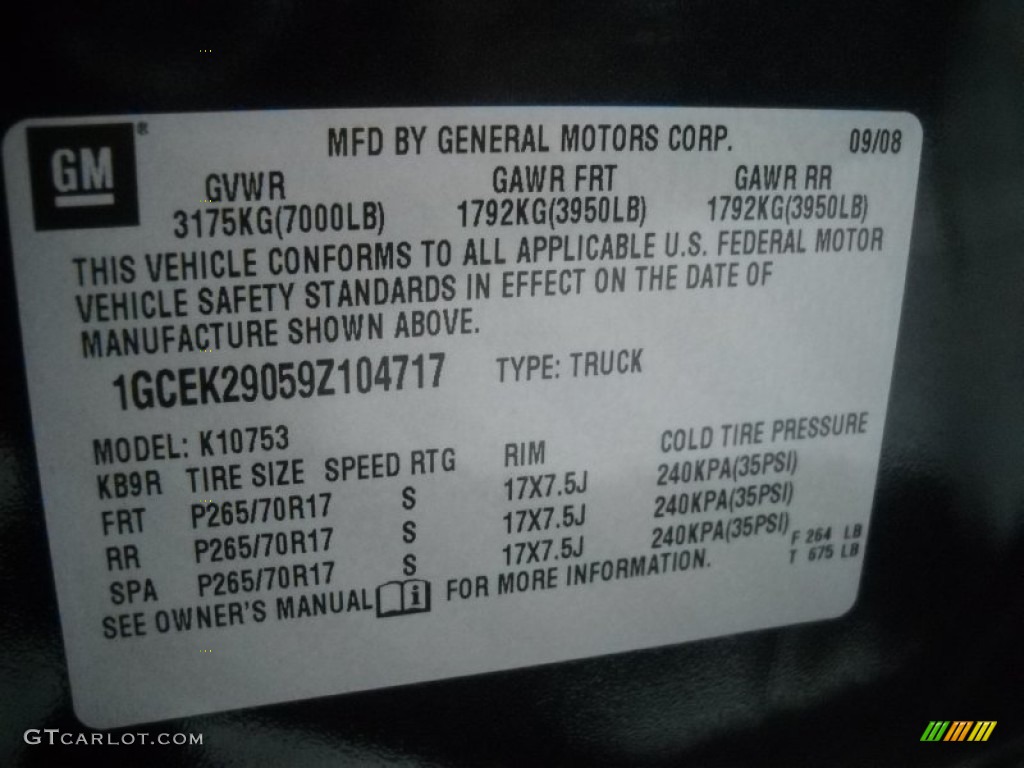 GM®
MFD BY GENERAL MOTORS CORP. 09/08
GVWR GAWR FRT GAWR RR
3175KG(7000LB) 1792KG(3950LB) 1792KG(3950LB)
THIS VEHICLE CONFORMS TO ALL APPLICABLE U.S. FEDERAL MOTOR
VEHICLE SAFETY STANDARDS IN EFFECT ON THE DATE OF
MANUFACTURE SHOWN ABOVE.
1GCEK29059Z104717 TYPE: TRUCK
MODEL: K10753
KB9R TIRE SIZE SPEED RTG RIM COLD TIRE PRESSURE
FRT P265/70R17 S 17X7.5J 240KPA(35PSI)
RR P265/70R17 S 17X7.5J 240KPA(35PSI)
SPA P265/70R17 S 17X7.5J 240KPA(35PSI)
F 264 LB
T 675 LB
SEE OWNER'S MANUAL i FOR MORE INFORMATION.
GTCARLOT.COM